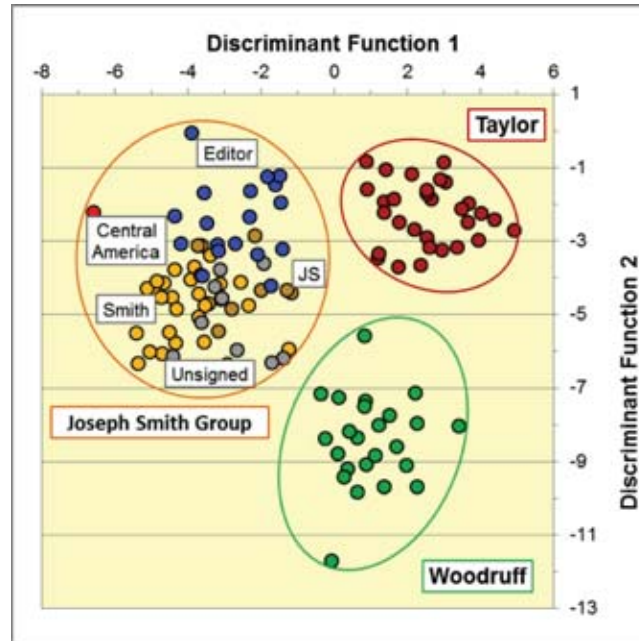 Discriminant Function 1
-8 -6 -4 -2 0 2 4 6
1
Taylor
Editor
-1
Central
America
-3
JS
Smith
-5
Unsigned
-7
Joseph Smith Group
-9
-11
Woodruff
-13
Discriminant Function 2